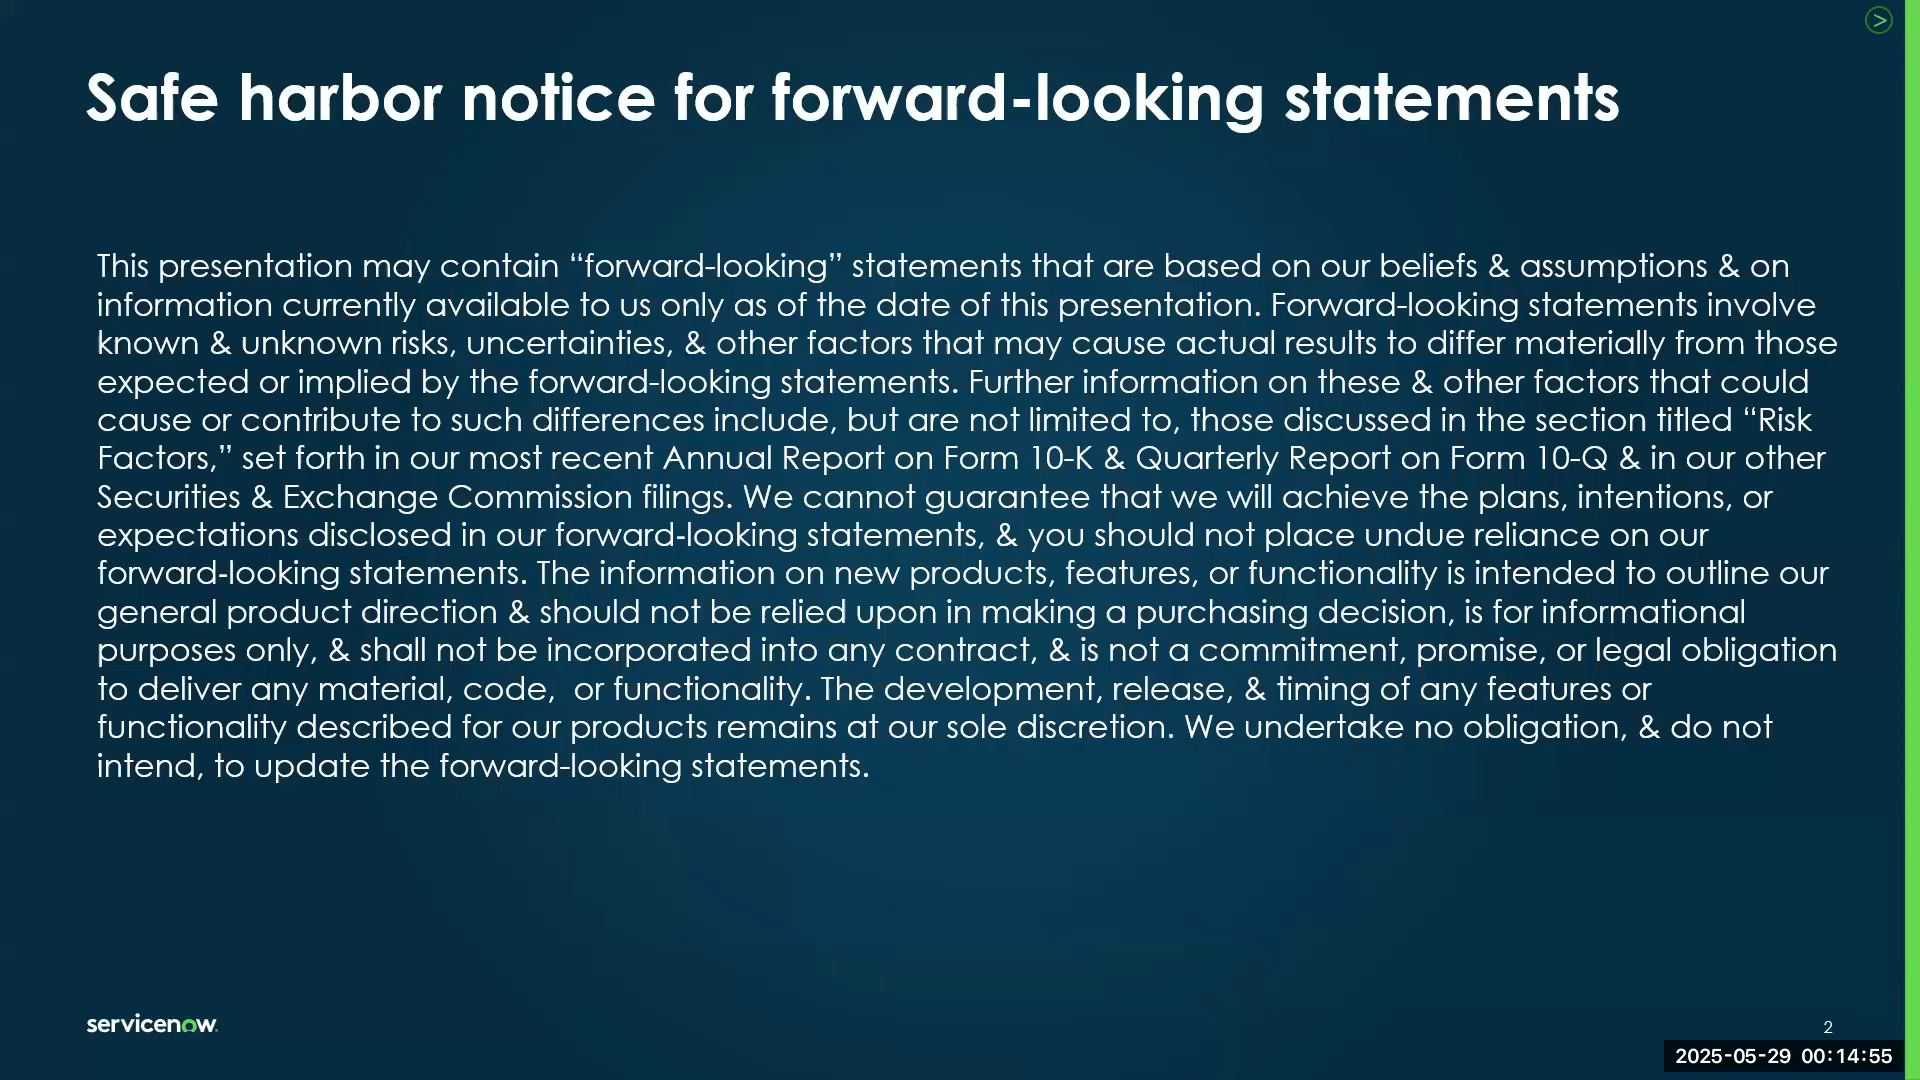 Safe harbor notice for forward-looking statements
This presentation may contain “forward-looking” statements that are based on our beliefs & assumptions & on
information currently available to us only as of the date of this presentation. Forward-looking statements involve
known & unknown risks, uncertainties, & other factors that may cause actual results to differ materially from those
expected or implied by the forward-looking statements. Further information on these & other factors that could
cause or contribute to such differences include, but are not limited to, those discussed in the section titled “Risk
Factors,” set forth in our most recent Annual Report on Form 10-K & Quarterly Report on Form 10-Q & in our other
Securities & Exchange Commission filings. We cannot guarantee that we will achieve the plans, intentions, or
expectations disclosed in our forward-looking statements, & you should not place undue reliance on our
forward-looking statements. The information on new products, features, or functionality is intended to outline our
general product direction & should not be relied upon in making a purchasing decision, is for informational
purposes only, & shall not be incorporated into any contract, & is not a commitment, promise, or legal obligation
to deliver any material, code,  or functionality. The development, release, & timing of any features or
functionality described for our products remains at our sole discretion. We undertake no obligation, & do not
intend, to update the forward-looking statements.
servicenow.
2
2025-05-29 00:14:55